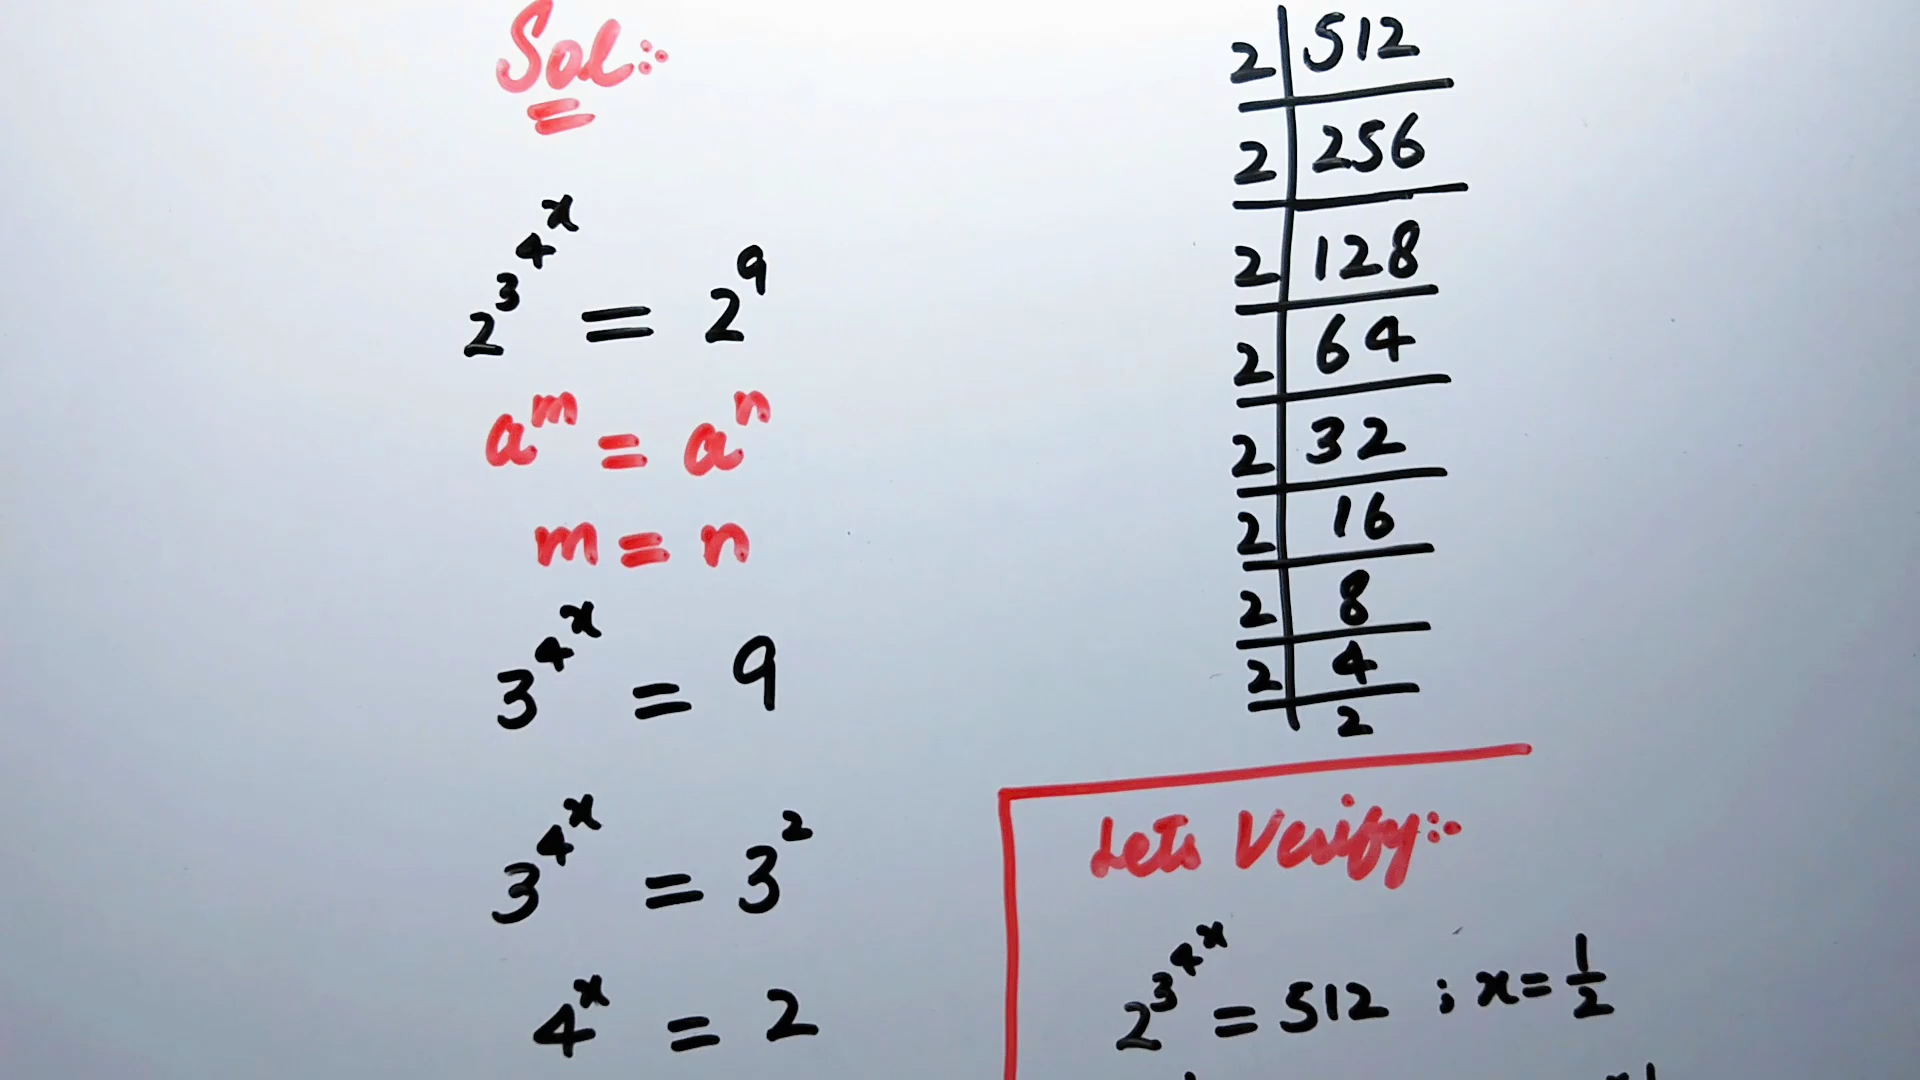 Sol:-
2^3^4^x = 2^9
a^m = a^n
m = n
3^4^x = 9
3^4^x = 3^2
4^x = 2
2 | 512
2 | 256
2 | 128
2 | 64
2 | 32
2 | 16
2 | 8
2 | 4
2
Lets Verify:-
2^3^4^x = 512 ; x = 1/2